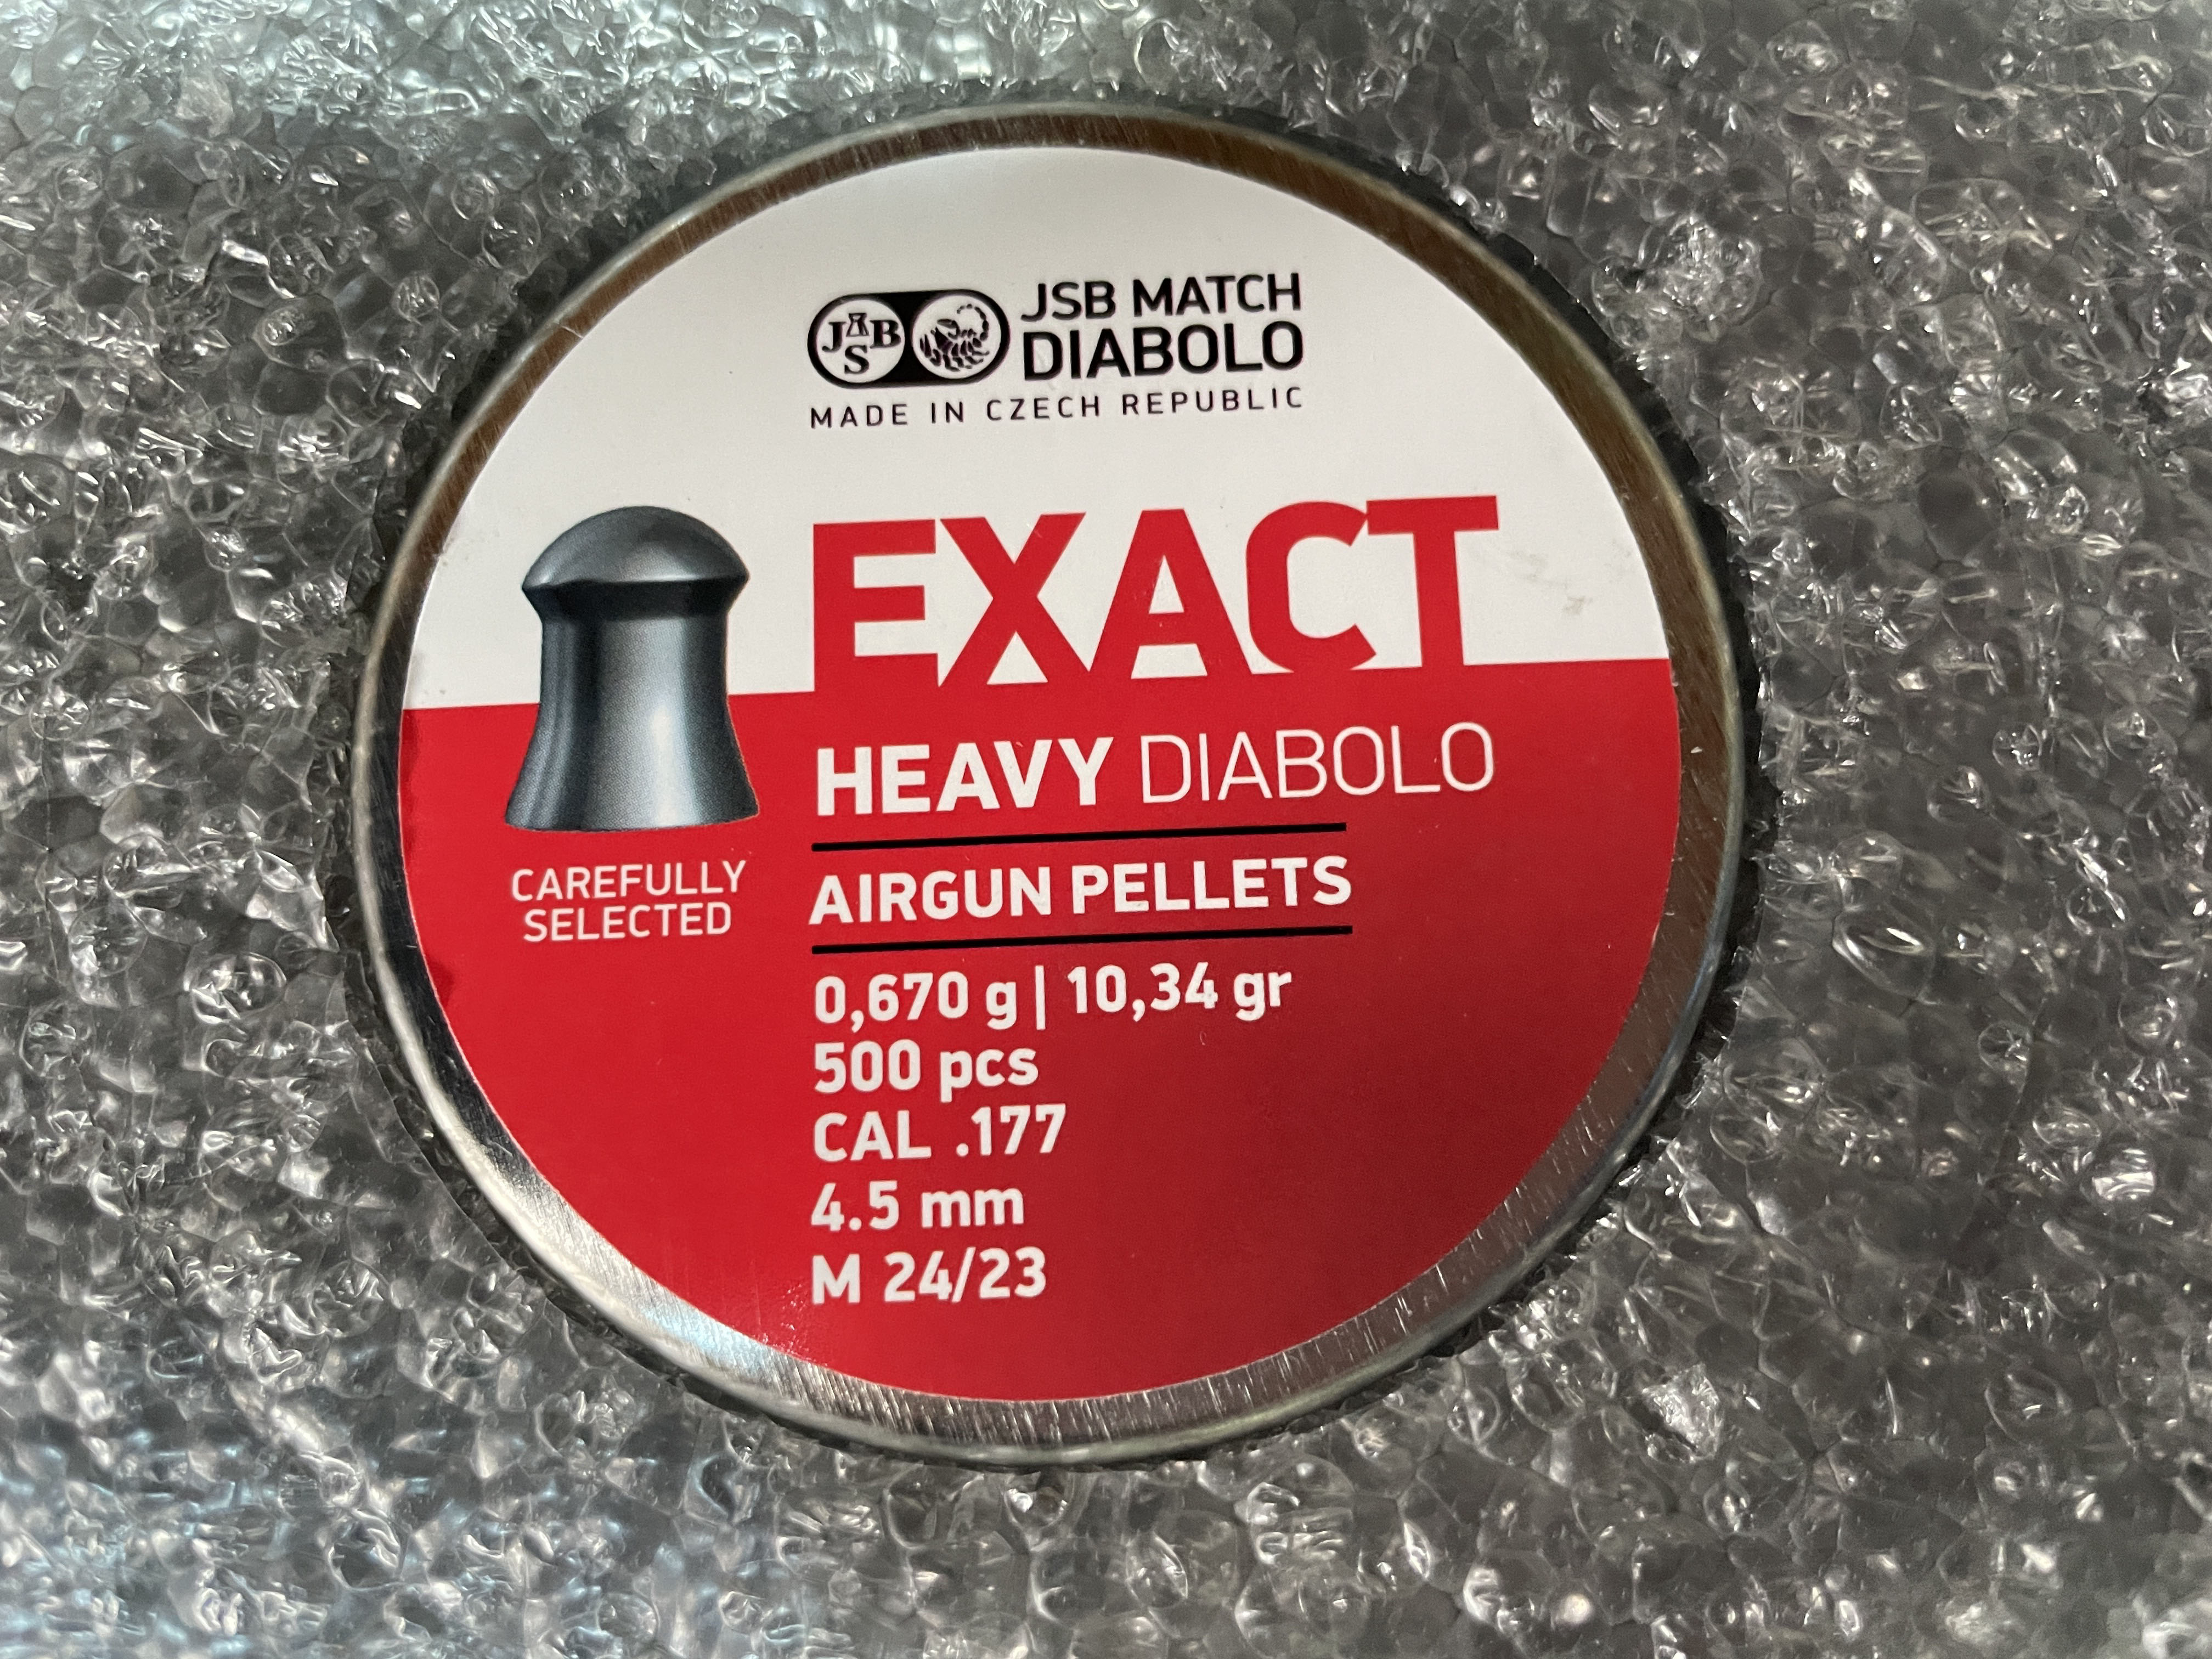 JSB
JSB MATCH
DIABOLO
MADE IN CZECH REPUBLIC
EXACT
HEAVY DIABOLO
CAREFULLY
SELECTED
AIRGUN PELLETS
0,670 g | 10,34 gr
500 pcs
CAL .177
4.5 mm
M 24/23